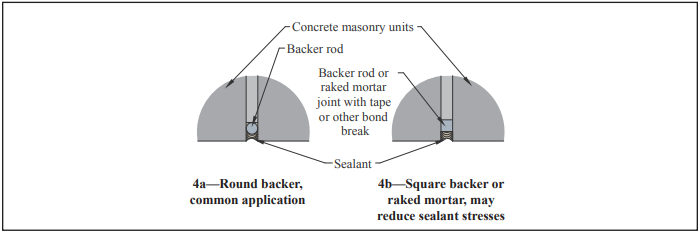 Concrete masonry units
Backer rod
Backer rod or
raked mortar
joint with tape
or other bond
break
Sealant
4a—Round backer,
common application
4b—Square backer or
raked mortar, may
reduce sealant stresses